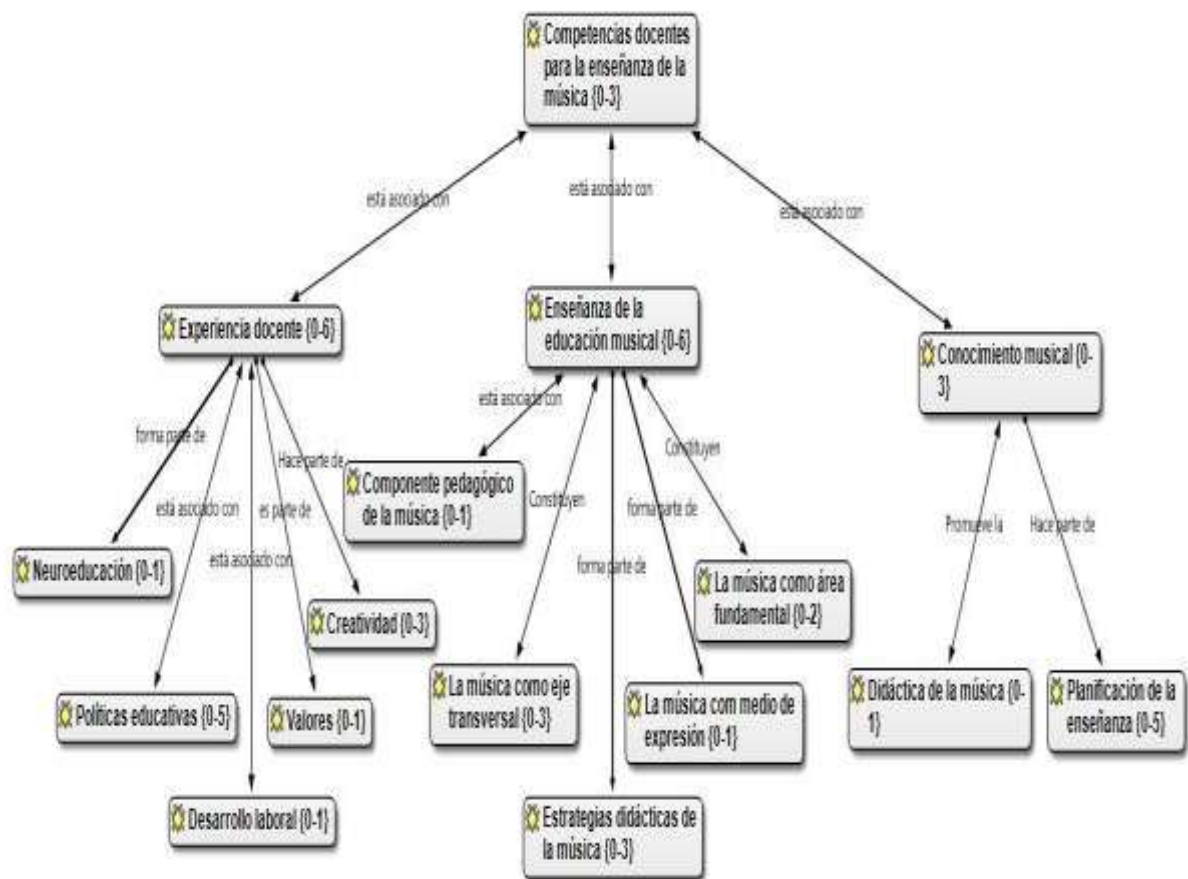 Competencias docentes
para la enseñanza de la
música {0-3}
está asociado con
está asociado con
está asociado con
Experiencia docente {0-6}
Enseñanza de la
educación musical {0-6}
Conocimiento musical {0-
3}
forma parte de
está asociado con
está asociado con
es parte de
Hace parte de
está asociado con
Constituyen
forma parte de
forma parte de
Constituyen
Promueve la
Hace parte de
Neuroeducación {0-1}
Políticas educativas {0-5}
Desarrollo laboral {0-1}
Valores {0-1}
Creatividad {0-3}
Componente pedagógico
de la música {0-1}
La música como eje
transversal {0-3}
Estrategias didácticas de
la música {0-3}
La música com medio de
expresión {0-1}
La música como área
fundamental {0-2}
Didáctica de la música {0-
1}
Planificación de la
enseñanza {0-5}